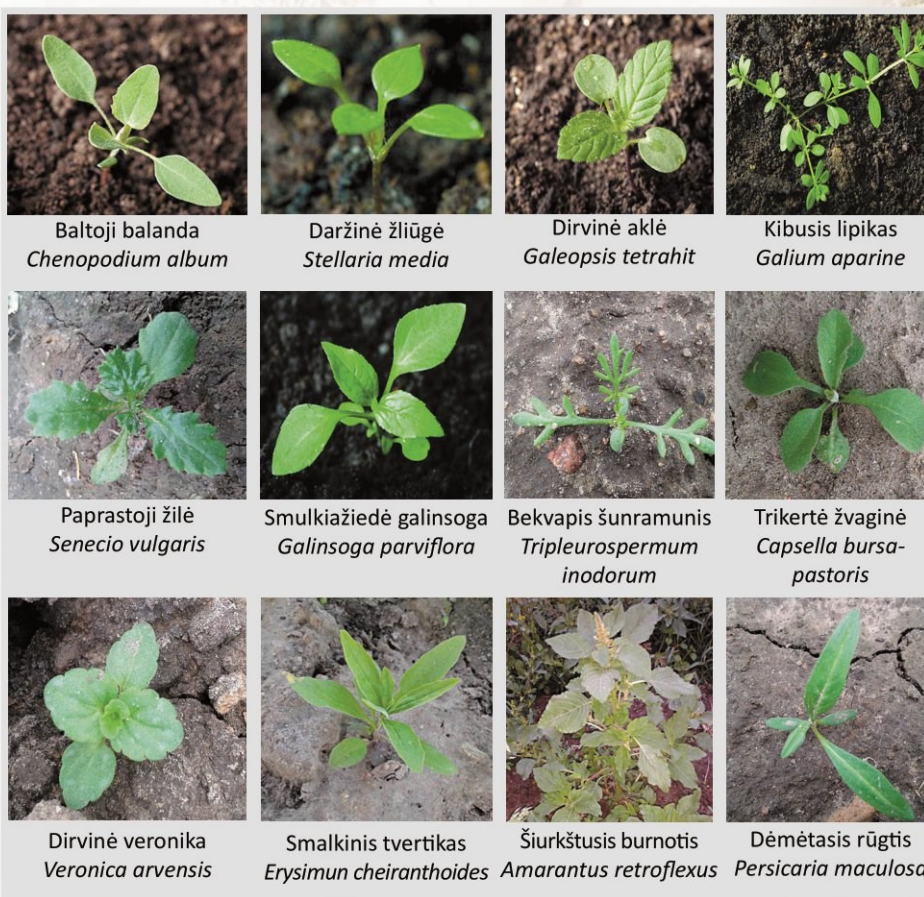 Baltoji balanda
Chenopodium album
Daržinė žliūgė
Stellaria media
Dirvinė aklė
Galeopsis tetrahit
Kibusis lipikas
Galium aparine
Paprastoji žilė
Senecio vulgaris
Smulkiažiedė galinsoga
Galinsoga parviflora
Bekvapis šunramunis
Tripleurospermum
inodorum
Trikertė žvaginė
Capsella bursa-
pastoris
Dirvinė veronika
Veronica arvensis
Smalkinis tvertikas
Erysimun cheiranthoides
Šiurkštusis burnotis
Amarantus retroflexus
Dėmėtasis rūgtis
Persicaria maculosa